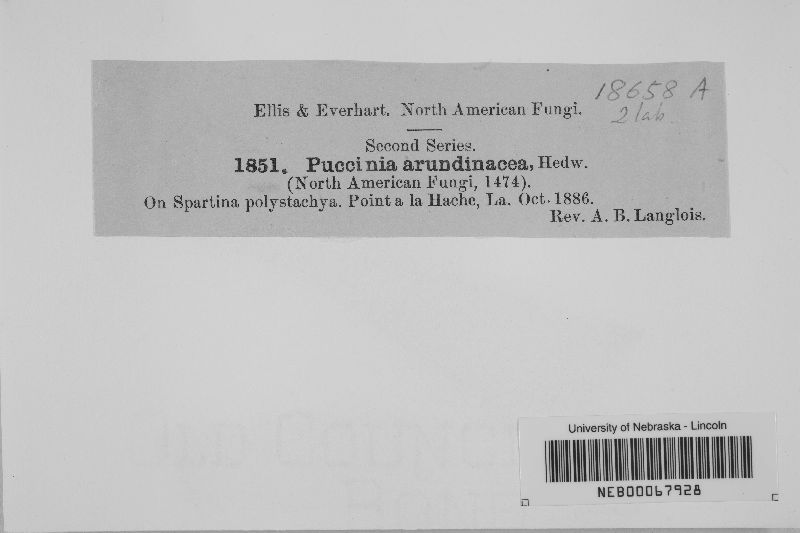 18658 A
2 lab.
Ellis & Everhart. North American Fungi.
Second Series.
1851. Puccinia arundinacea, Hedw.
(North American Fungi, 1474).
On Spartina polystachya. Point a la Hache, La. Oct. 1886.
Rev. A. B. Langlois.
University of Nebraska - Lincoln
NEB00067928